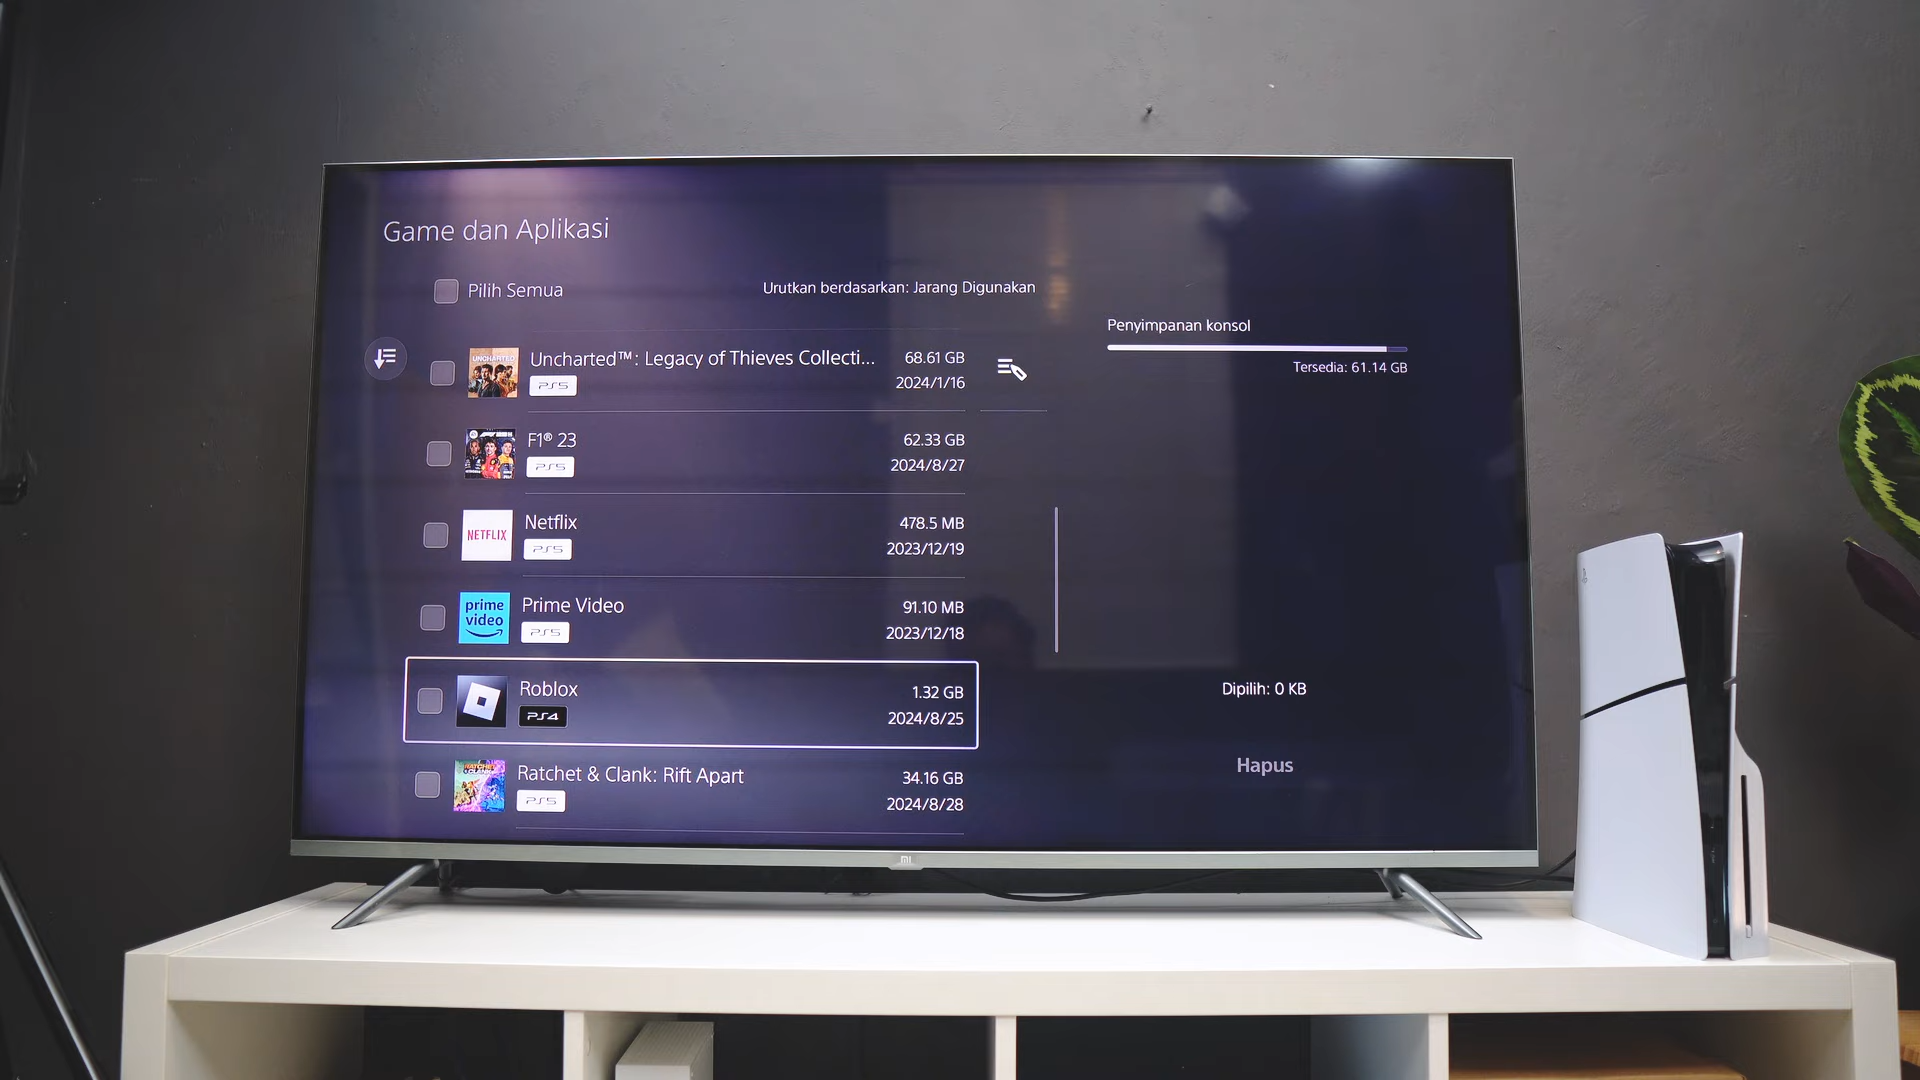 Game dan Aplikasi
Pilih Semua
Urutkan berdasarkan: Jarang Digunakan
UNCHARTED
Uncharted™: Legacy of Thieves Collecti...
68.61 GB
PS5
2024/1/16
F1® 23
62.33 GB
PS5
2024/8/27
NETFLIX
Netflix
478.5 MB
PS5
2023/12/19
prime
video
Prime Video
91.10 MB
PS5
2023/12/18
Roblox
1.32 GB
PS4
2024/8/25
RATCHET
& CLANK
Ratchet & Clank: Rift Apart
34.16 GB
PS5
2024/8/28
Penyimpanan konsol
Tersedia: 61.14 GB
Dipilih: 0 KB
Hapus
mi